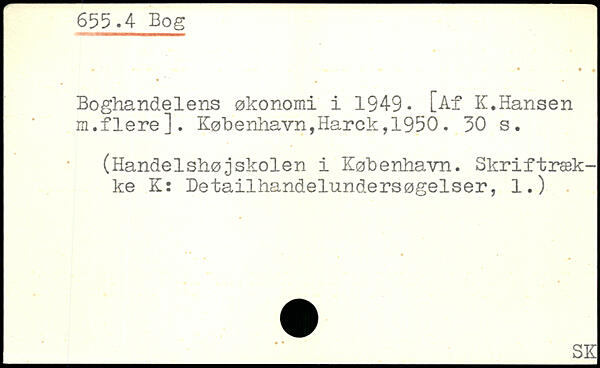 655.4 Bog
Boghandelens økonomi i 1949. [Af K.Hansen
m.flere]. København,Harck,1950. 30 s.
(Handelshøjskolen i København. Skriftræk-
ke K: Detailhandelundersøgelser, 1.)
SK